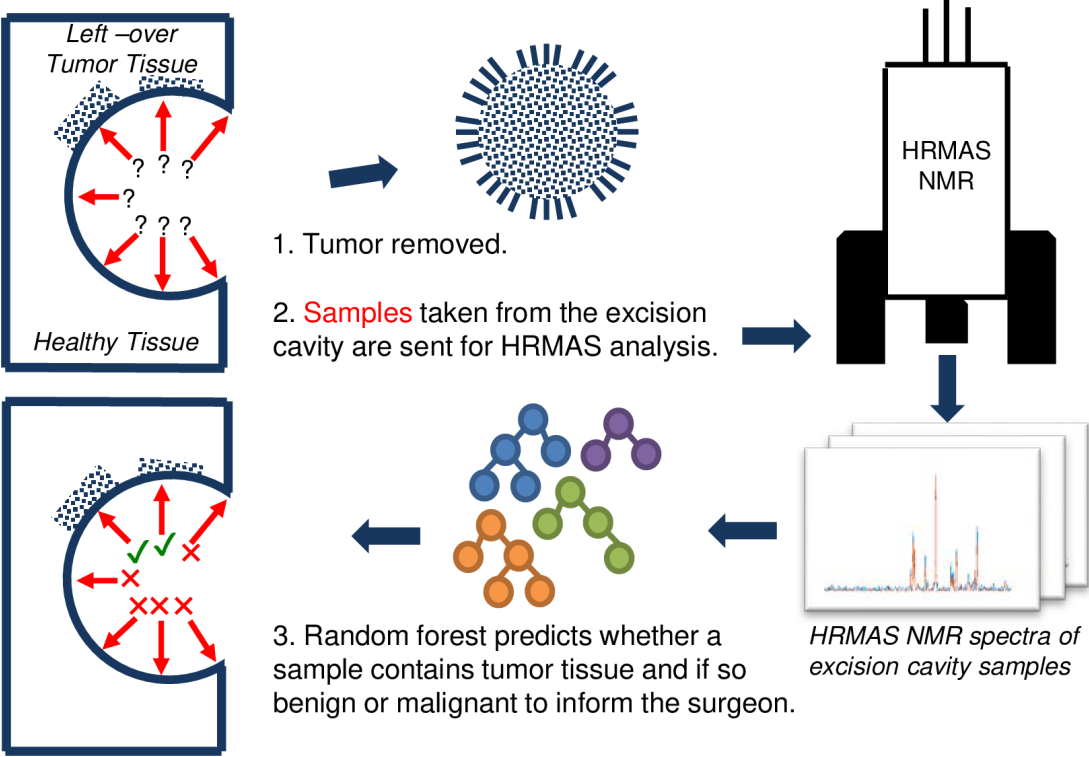 Left –over
Tumor Tissue
? ? ?
?
? ? ?
Healthy Tissue
1. Tumor removed.
2. Samples taken from the excision
cavity are sent for HRMAS analysis.
HRMAS
NMR
HRMAS NMR spectra of
excision cavity samples
3. Random forest predicts whether a
sample contains tumor tissue and if so
benign or malignant to inform the surgeon.